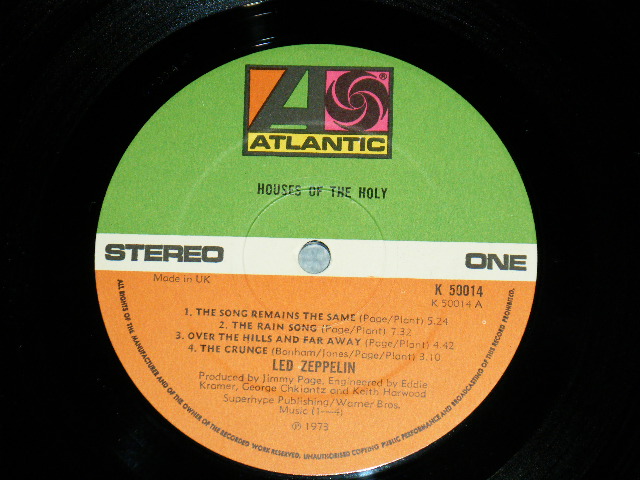 ATLANTIC
®
HOUSES OF THE HOLY
STEREO
ONE
Made in UK
K 50014
K 50014 A
1. THE SONG REMAINS THE SAME (Page/Plant) 5.24
2. THE RAIN SONG (Page/Plant) 7.32
3. OVER THE HILLS AND FAR AWAY (Page/Plant) 4.42
4. THE CRUNGE (Bonham/Jones/Page/Plant) 3.10
LED ZEPPELIN
Produced by Jimmy Page, Engineered by Eddie
Kramer, George Chkiantz and Keith Harwood
Superhype Publishing/Warner Bros.
Music (1—4)
℗ 1973
ALL RIGHTS OF THE MANUFACTURER AND OF THE OWNER OF THE RECORDED WORK RESERVED. UNAUTHORISED COPYING PUBLIC PERFORMANCE AND BROADCASTING OF THIS RECORD PROHIBITED.